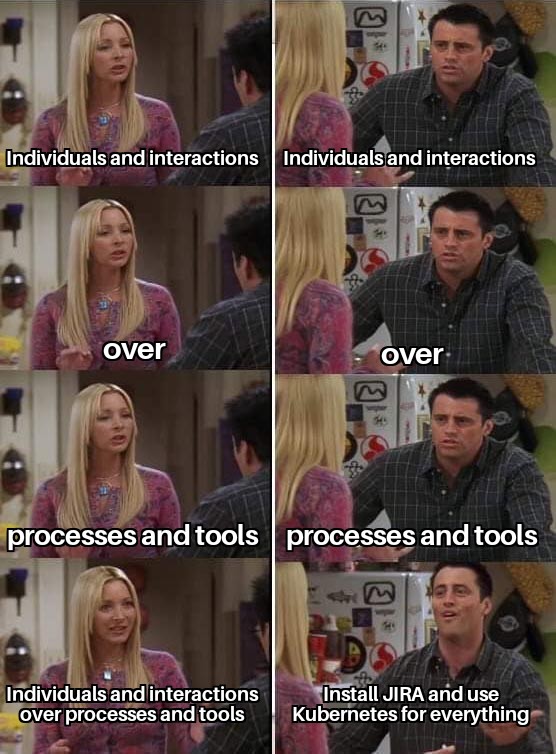 Individuals and interactions
Individuals and interactions
over
over
processes and tools
processes and tools
Individuals and interactions
over processes and tools
Install JIRA and use
Kubernetes for everything